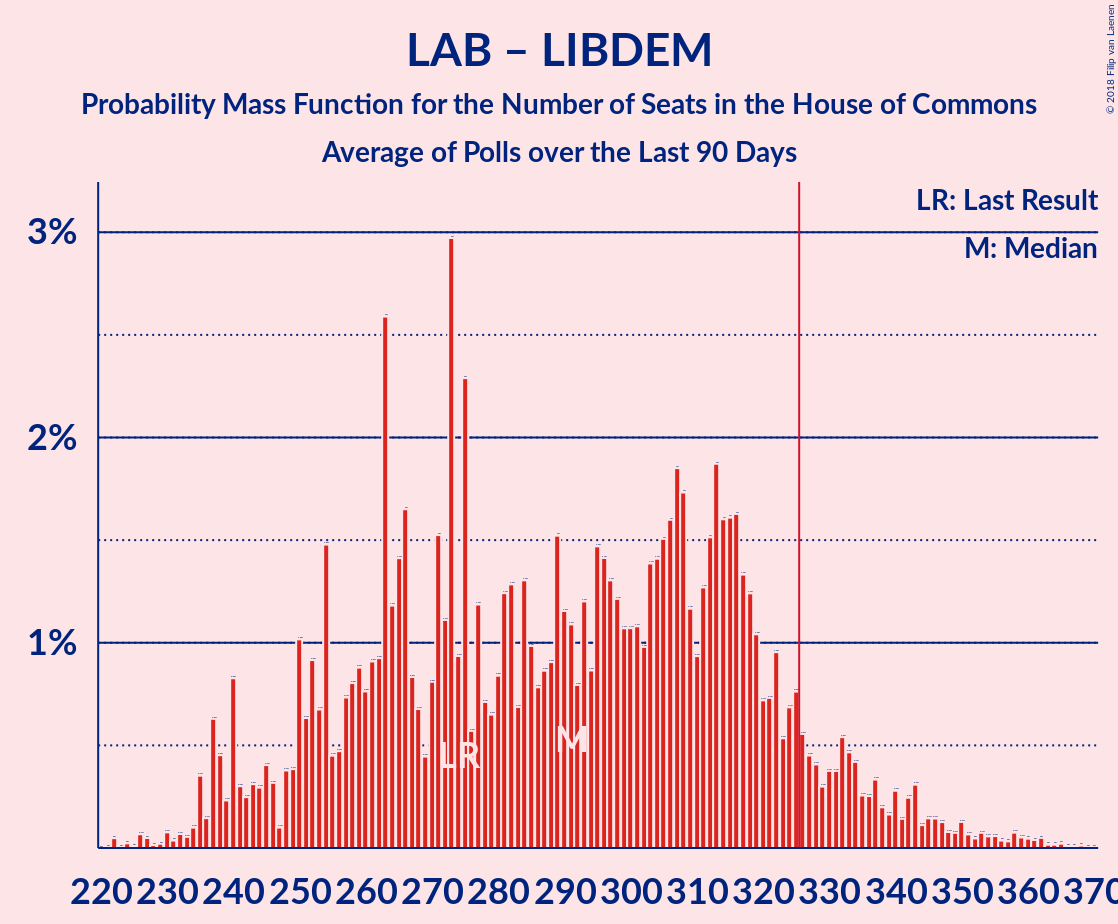 LAB – LIBDEM
Probability Mass Function for the Number of Seats in the House of Commons
Average of Polls over the Last 90 Days
© 2018 Filip van Laenen
LR: Last Result
M: Median
3%
2%
1%
LR
M
220 230 240 250 260 270 280 290 300 310 320 330 340 350 360 370